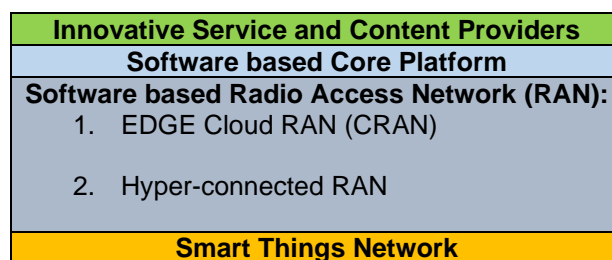 Innovative Service and Content Providers
Software based Core Platform
Software based Radio Access Network (RAN):
1. EDGE Cloud RAN (CRAN)
2. Hyper-connected RAN
Smart Things Network